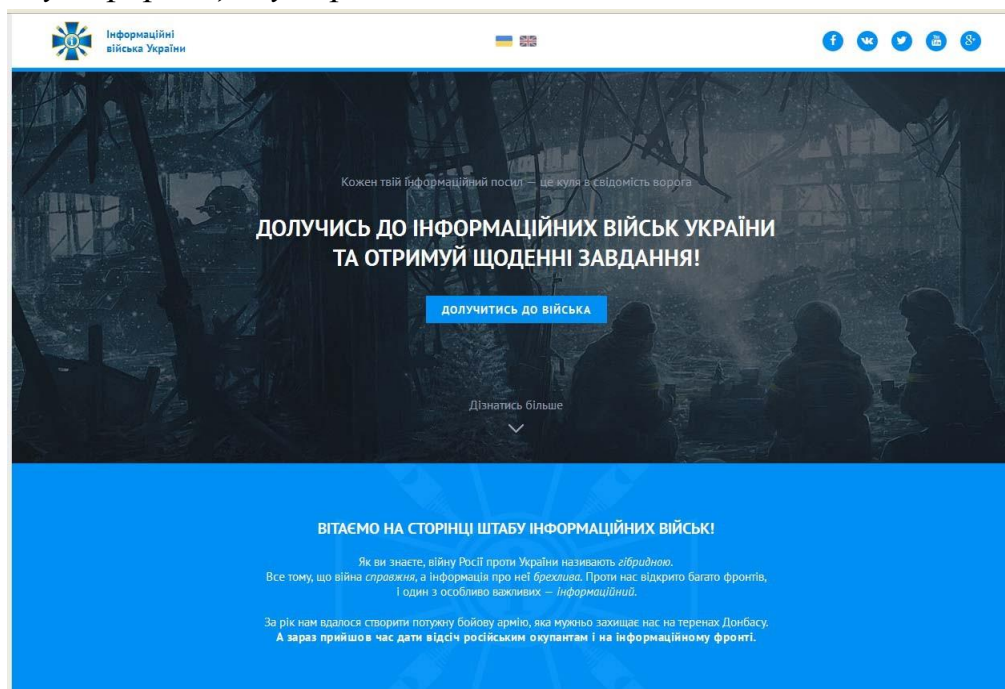 Інформаційні
війська України
Кожен твій інформаційний посил — це куля в свідомість ворога
ДОЛУЧИСЬ ДО ІНФОРМАЦІЙНИХ ВІЙСЬК УКРАЇНИ
ТА ОТРИМУЙ ЩОДЕННІ ЗАВДАННЯ!
ДОЛУЧИТИСЬ ДО ВІЙСЬКА
Дізнатись більше
ВІТАЄМО НА СТОРІНЦІ ШТАБУ ІНФОРМАЦІЙНИХ ВІЙСЬК!
Як ви знаєте, війну Росії проти України називають гібридною.
Все тому, що війна справжня, а інформація про неї брехлива. Проти нас відкрито багато фронтів,
і один з особливо важливих — інформаційний.
За рік нам вдалося створити потужну бойову армію, яка мужньо захищає нас на теренах Донбасу.
А зараз прийшов час дати відсіч російським окупантам і на інформаційному фронті.